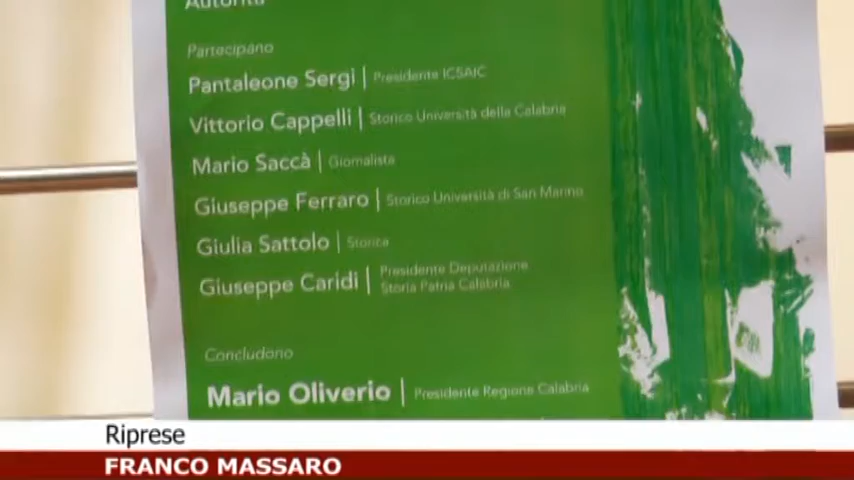 Autorità
Partecipano
Pantaleone Sergi | Presidente ICSAIC
Vittorio Cappelli | Storico Università della Calabria
Mario Saccà | Giornalista
Giuseppe Ferraro | Storico Università di San Marino
Giulia Sattolo | Storica
Giuseppe Caridi | Presidente Deputazione
Storia Patria Calabria
Concludono
Mario Oliverio | Presidente Regione Calabria
Riprese
FRANCO MASSARO